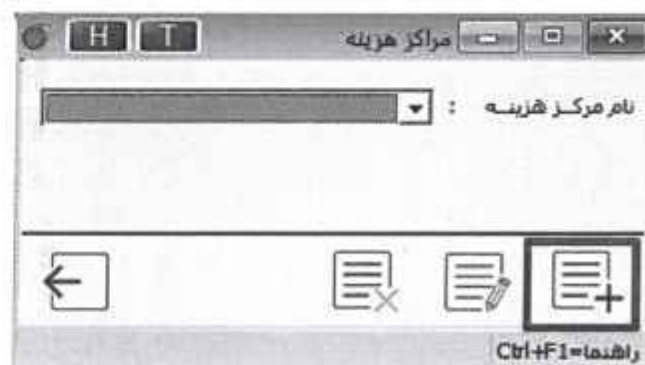 مراکز هزینه
H T
نام مرکز هزینه :
راهنما=Ctrl+F1